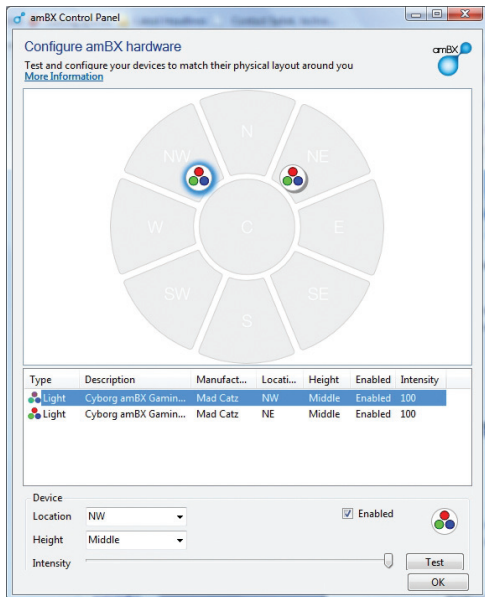 amBX Control Panel
Configure amBX hardware
amBX
Test and configure your devices to match their physical layout around you
More Information
N
NW
NE
W
C
E
SW
SE
S
Type Description Manufact... Locati... Height Enabled Intensity
Light Cyborg amBX Gamin... Mad Catz NW Middle Enabled 100
Light Cyborg amBX Gamin... Mad Catz NE Middle Enabled 100
Device
Location NW Enabled
Height Middle
Intensity Test
OK